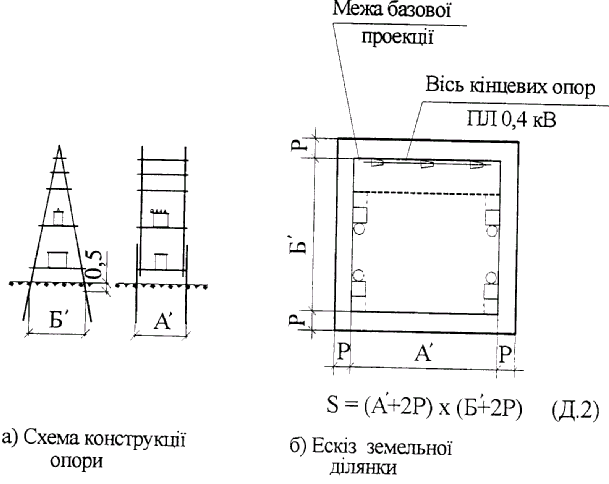 Межа базової
проекції
Вісь кінцевих опор
ПЛ 0,4 кВ
Р
Б′
Р
Р
А′
Р
0,5
Б′
А′
S = (А′+2Р) х (Б′+2Р) (Д.2)
а) Схема конструкції
опори
б) Ескіз земельної
ділянки